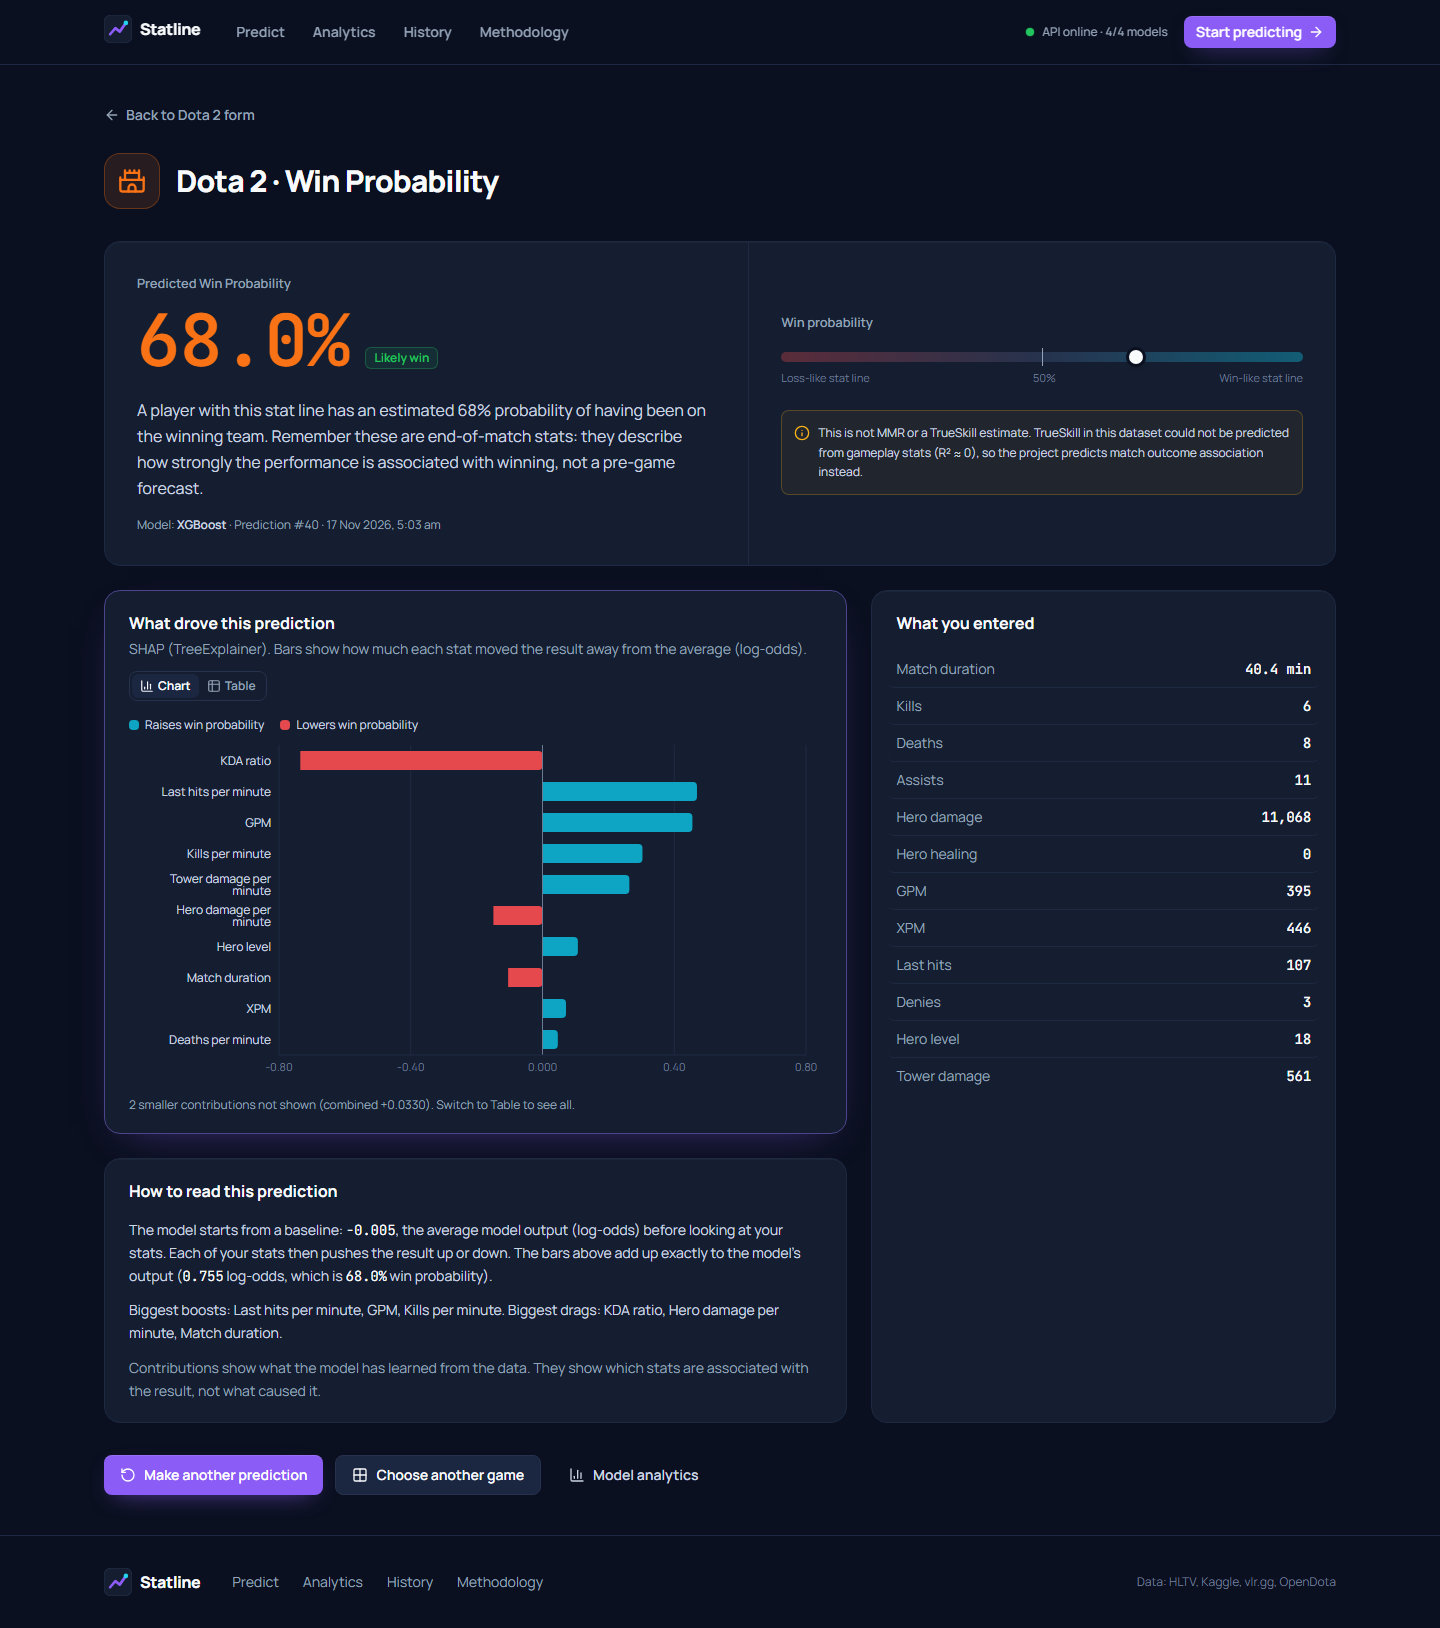 Statline
Predict
Analytics
History
Methodology
API online · 4/4 models
Start predicting
Back to Dota 2 form
Dota 2 · Win Probability
Predicted Win Probability
68.0%
Likely win
A player with this stat line has an estimated 68% probability of having been on
the winning team. Remember these are end-of-match stats: they describe
how strongly the performance is associated with winning, not a pre-game
forecast.
Model: XGBoost · Prediction #40 · 17 Nov 2026, 5:03 am
Win probability
Loss-like stat line
50%
Win-like stat line
This is not MMR or a TrueSkill estimate. TrueSkill in this dataset could not be predicted
from gameplay stats (R² ≈ 0), so the project predicts match outcome association
instead.
What drove this prediction
SHAP (TreeExplainer). Bars show how much each stat moved the result away from the average (log-odds).
Chart
Table
Raises win probability
Lowers win probability
KDA ratio
Last hits per minute
GPM
Kills per minute
Tower damage per
minute
Hero damage per
minute
Hero level
Match duration
XPM
Deaths per minute
-0.80
-0.40
0.000
0.40
0.80
2 smaller contributions not shown (combined +0.0330). Switch to Table to see all.
What you entered
Match duration 40.4 min
Kills 6
Deaths 8
Assists 11
Hero damage 11,068
Hero healing 0
GPM 395
XPM 446
Last hits 107
Denies 3
Hero level 18
Tower damage 561
How to read this prediction
The model starts from a baseline: -0.005, the average model output (log-odds) before looking at your
stats. Each of your stats then pushes the result up or down. The bars above add up exactly to the model's
output (0.755 log-odds, which is 68.0% win probability).
Biggest boosts: Last hits per minute, GPM, Kills per minute. Biggest drags: KDA ratio, Hero damage per
minute, Match duration.
Contributions show what the model has learned from the data. They show which stats are associated with
the result, not what caused it.
Make another prediction
Choose another game
Model analytics
Statline
Predict
Analytics
History
Methodology
Data: HLTV, Kaggle, vlr.gg, OpenDota